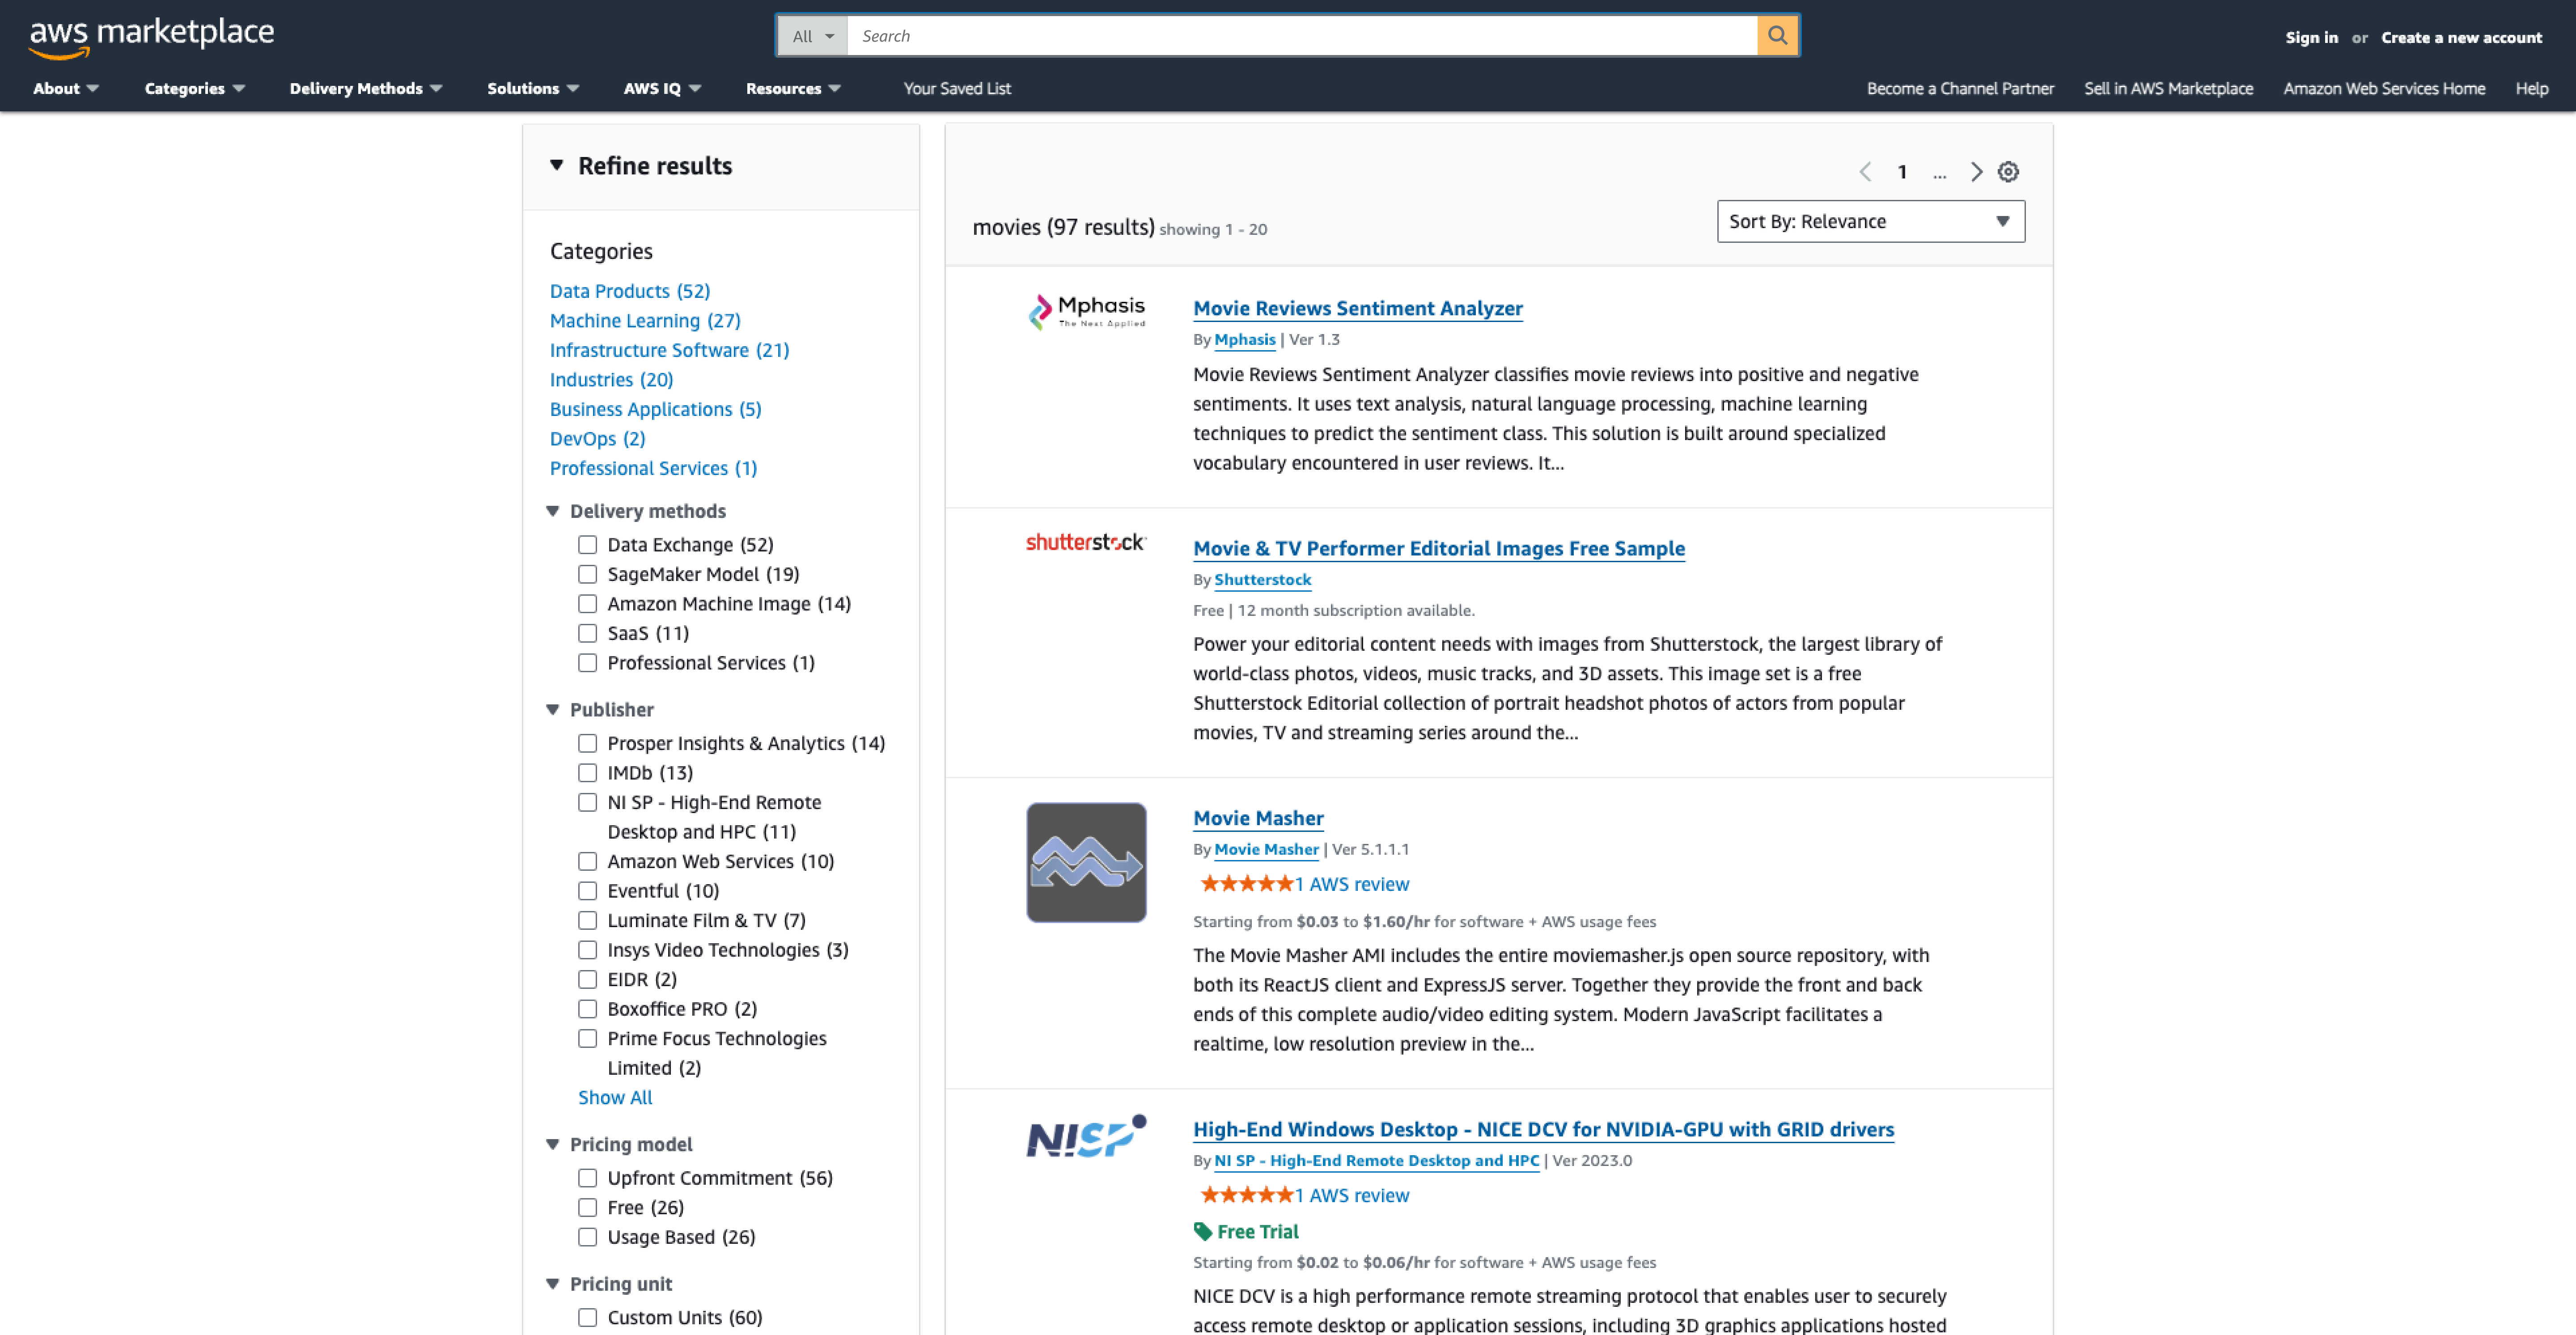 aws marketplace
All
Search
Sign in or Create a new account
About
Categories
Delivery Methods
Solutions
AWS IQ
Resources
Your Saved List
Become a Channel Partner
Sell in AWS Marketplace
Amazon Web Services Home
Help
Refine results
Categories
Data Products (52)
Machine Learning (27)
Infrastructure Software (21)
Industries (20)
Business Applications (5)
DevOps (2)
Professional Services (1)
Delivery methods
Data Exchange (52)
SageMaker Model (19)
Amazon Machine Image (14)
SaaS (11)
Professional Services (1)
Publisher
Prosper Insights & Analytics (14)
IMDb (13)
NI SP - High-End Remote
Desktop and HPC (11)
Amazon Web Services (10)
Eventful (10)
Luminate Film & TV (7)
Insys Video Technologies (3)
EIDR (2)
Boxoffice PRO (2)
Prime Focus Technologies
Limited (2)
Show All
Pricing model
Upfront Commitment (56)
Free (26)
Usage Based (26)
Pricing unit
Custom Units (60)
1 ...
movies (97 results) showing 1 - 20
Sort By: Relevance
Mphasis
The Next Applied
Movie Reviews Sentiment Analyzer
By Mphasis | Ver 1.3
Movie Reviews Sentiment Analyzer classifies movie reviews into positive and negative
sentiments. It uses text analysis, natural language processing, machine learning
techniques to predict the sentiment class. This solution is built around specialized
vocabulary encountered in user reviews. It...
shutterstock
Movie & TV Performer Editorial Images Free Sample
By Shutterstock
Free | 12 month subscription available.
Power your editorial content needs with images from Shutterstock, the largest library of
world-class photos, videos, music tracks, and 3D assets. This image set is a free
Shutterstock Editorial collection of portrait headshot photos of actors from popular
movies, TV and streaming series around the...
Movie Masher
By Movie Masher | Ver 5.1.1.1
1 AWS review
Starting from $0.03 to $1.60/hr for software + AWS usage fees
The Movie Masher AMI includes the entire moviemasher.js open source repository, with
both its ReactJS client and ExpressJS server. Together they provide the front and back
ends of this complete audio/video editing system. Modern JavaScript facilitates a
realtime, low resolution preview in the...
NISP
High-End Windows Desktop - NICE DCV for NVIDIA-GPU with GRID drivers
By NI SP - High-End Remote Desktop and HPC | Ver 2023.0
1 AWS review
Free Trial
Starting from $0.02 to $0.06/hr for software + AWS usage fees
NICE DCV is a high performance remote streaming protocol that enables user to securely
access remote desktop or application sessions, including 3D graphics applications hosted